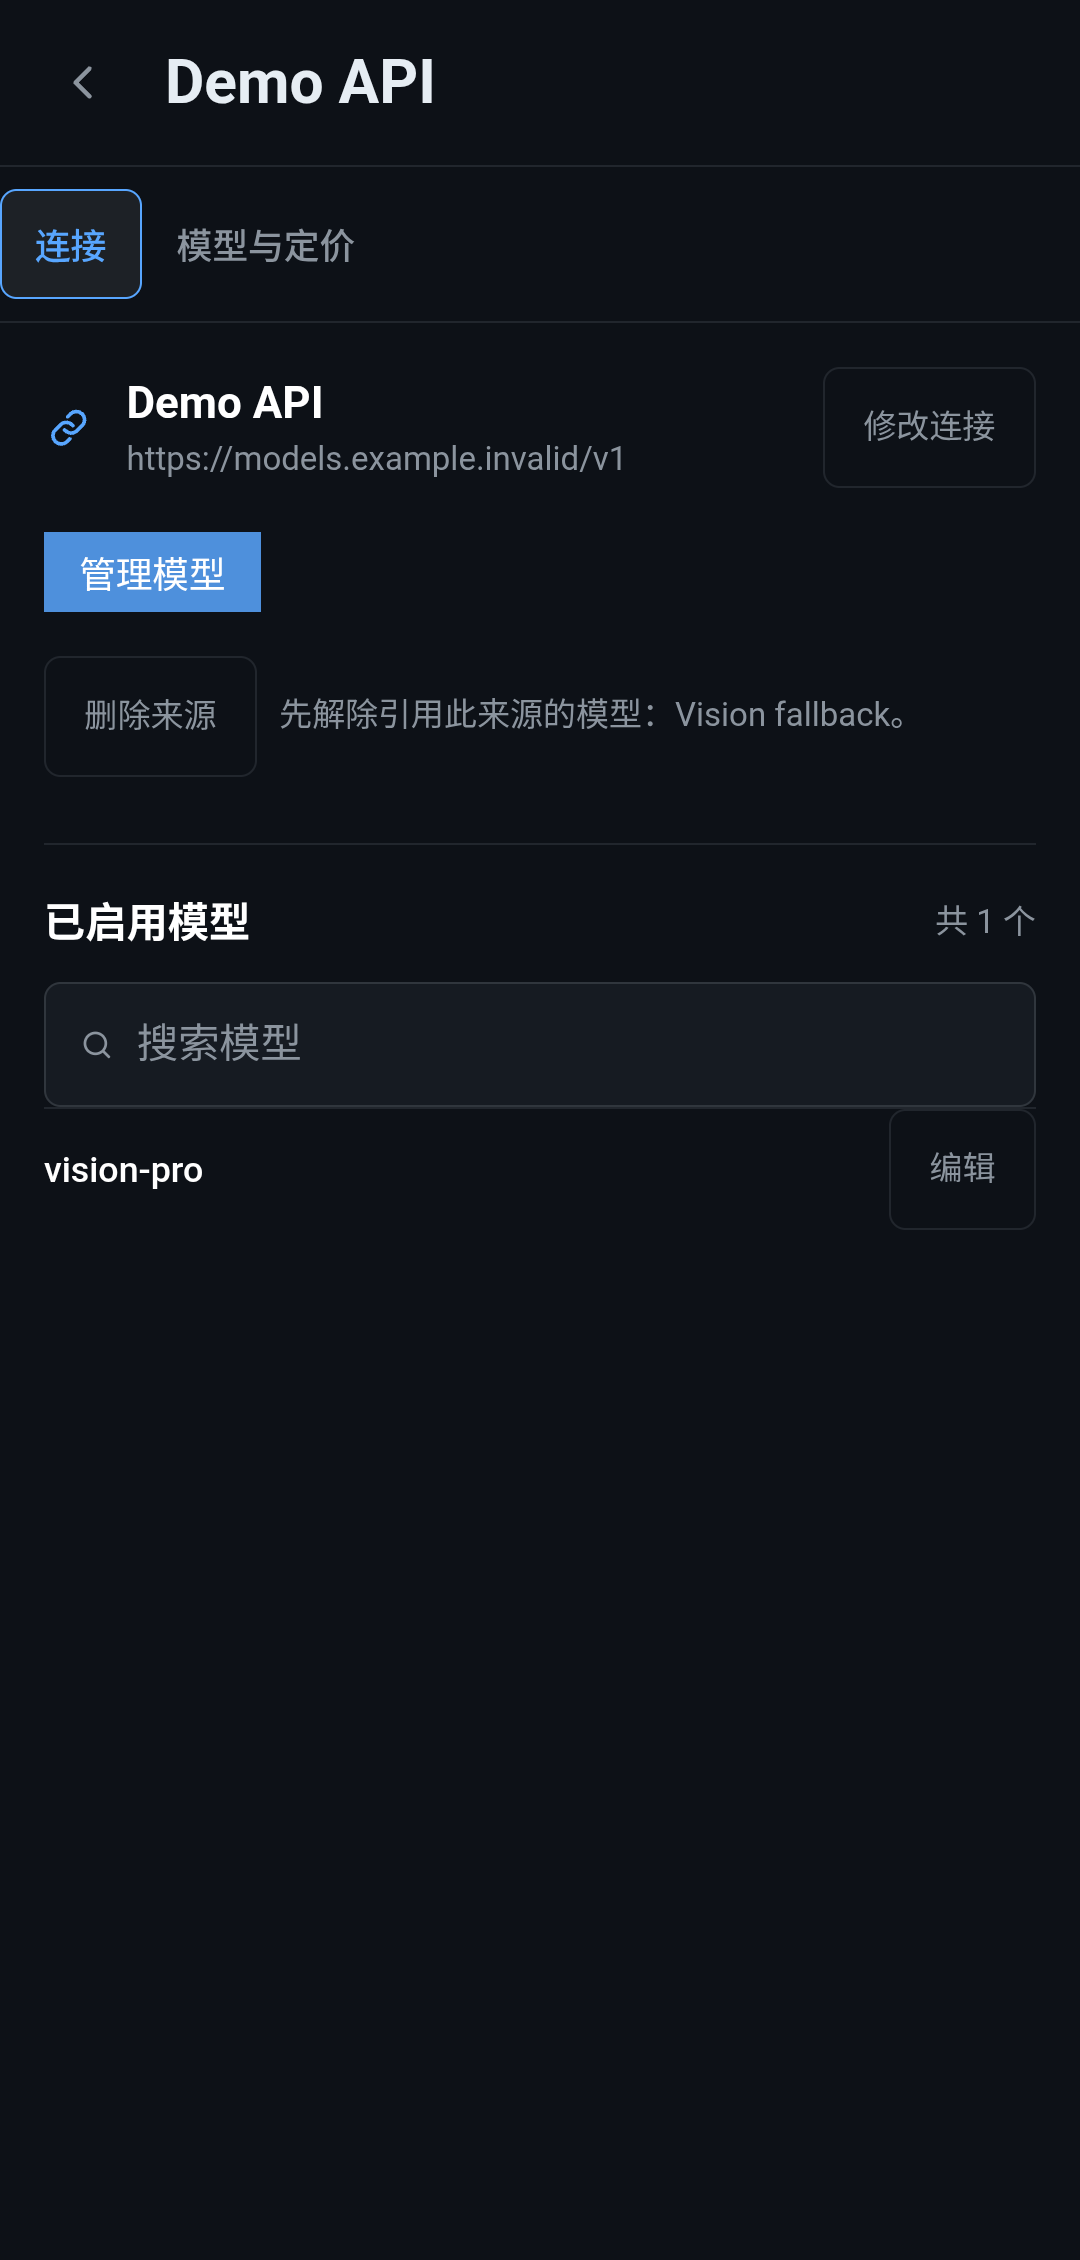 Demo API
连接 模型与定价
Demo API
https://models.example.invalid/v1
修改连接
管理模型
删除来源 先解除引用此来源的模型：Vision fallback。
已启用模型 共 1 个
搜索模型
vision-pro 编辑